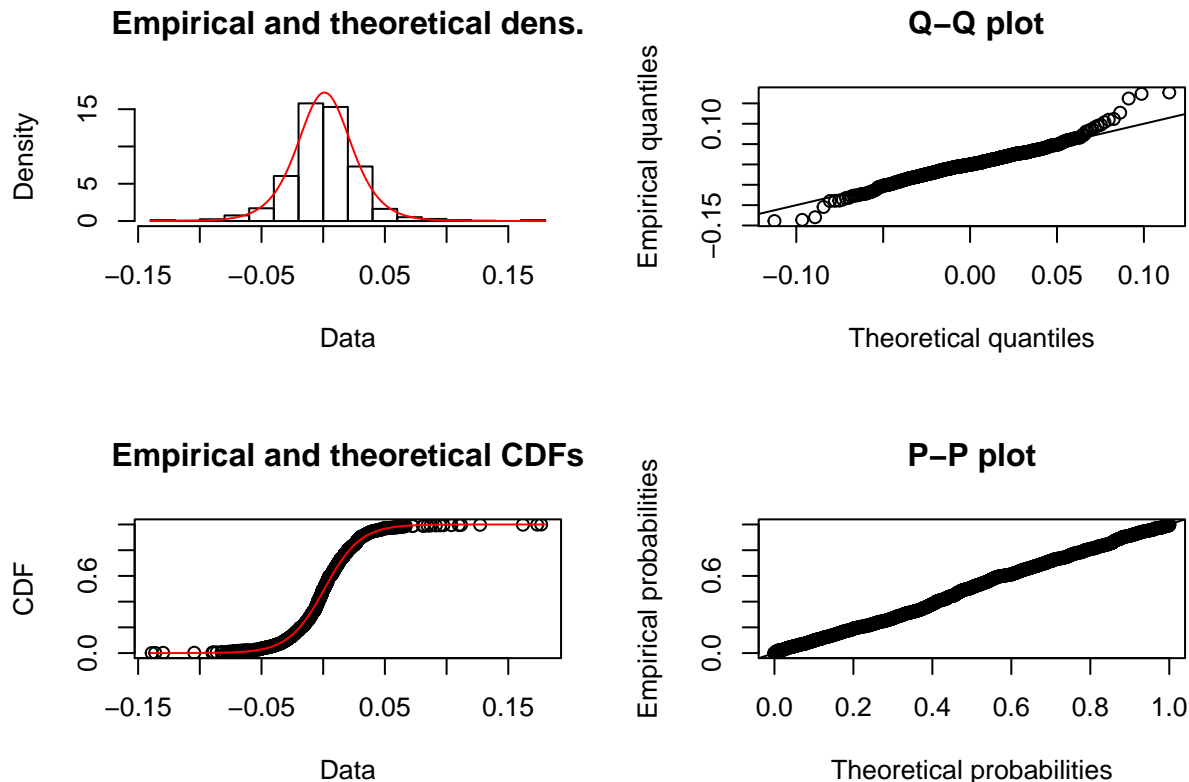 Empirical and theoretical dens.
Density
15
5
0
−0.15 −0.05 0.05 0.15
Data
Q−Q plot
Empirical quantiles
0.10
−0.15
−0.10 0.00 0.05 0.10
Theoretical quantiles
Empirical and theoretical CDFs
CDF
0.6
0.0
−0.15 −0.05 0.05 0.15
Data
P−P plot
Empirical probabilities
0.6
0.0
0.0 0.2 0.4 0.6 0.8 1.0
Theoretical probabilities